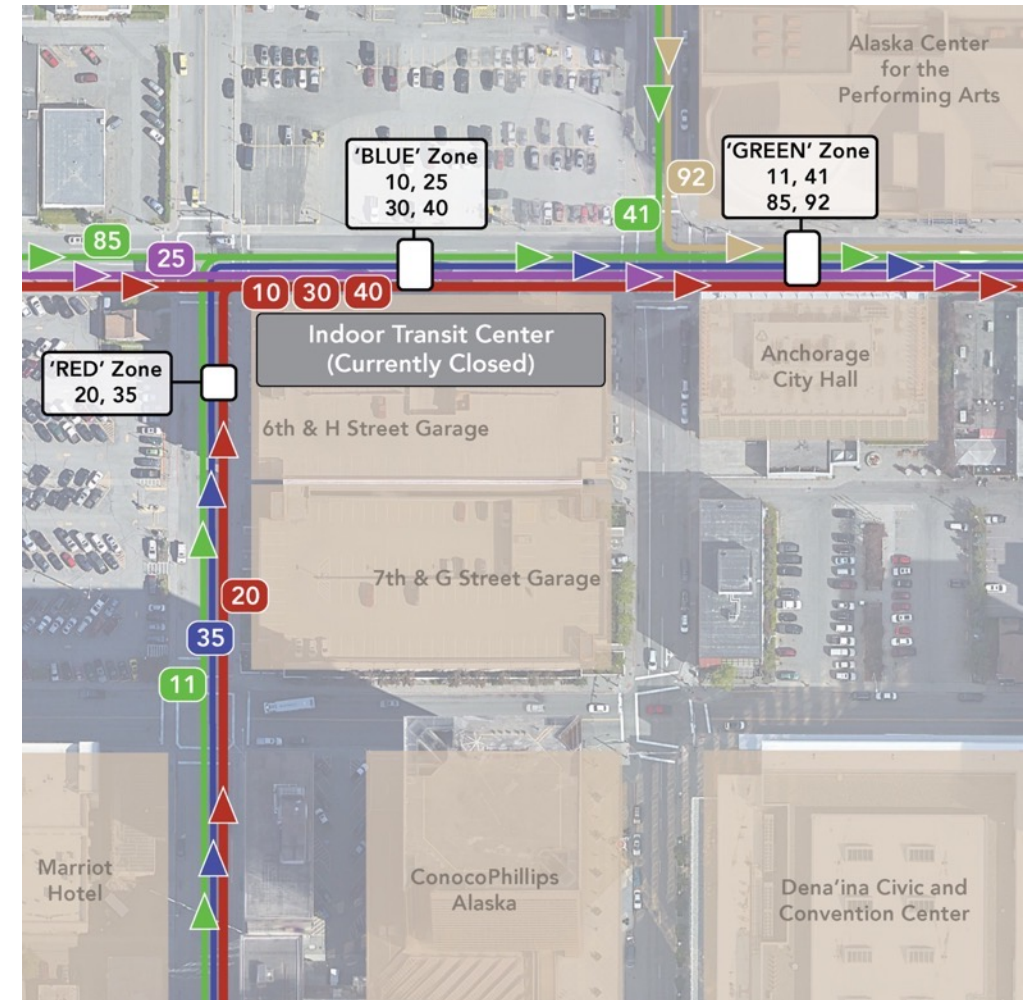 Alaska Center
for the
Performing Arts
'BLUE' Zone
10, 25
30, 40
'GREEN' Zone
11, 41
85, 92
92
41
85
25
10 30 40
Indoor Transit Center
(Currently Closed)
Anchorage
City Hall
'RED' Zone
20, 35
6th & H Street Garage
7th & G Street Garage
20
35
11
Marriot
Hotel
ConocoPhillips
Alaska
Dena'ina Civic and
Convention Center